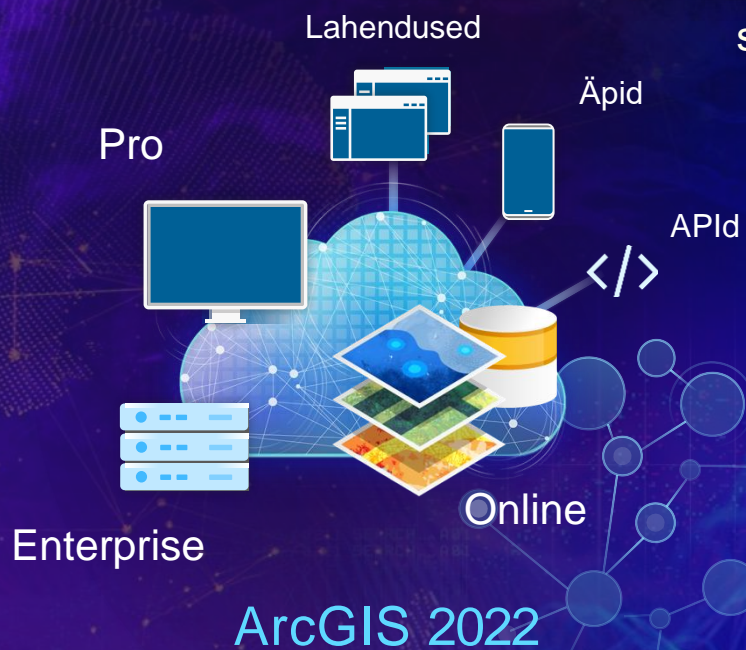 Lahendused
Äpid
Pro
APId
</>
Online
Enterprise
ArcGIS 2022